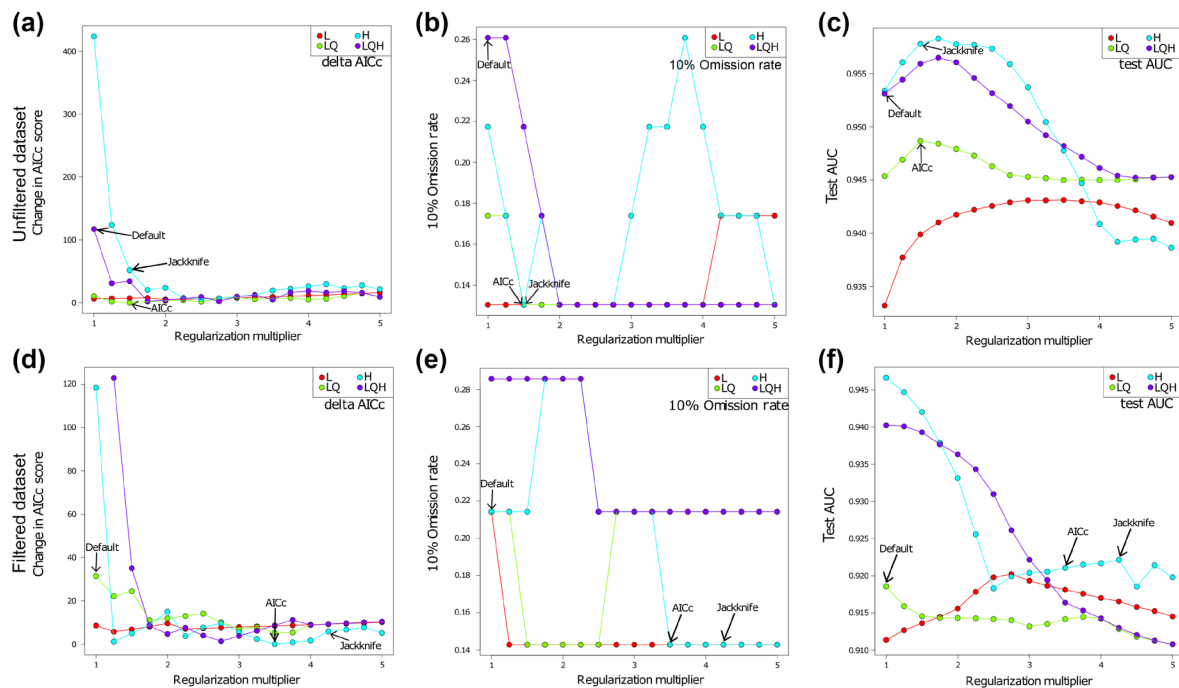 (a)
Unfiltered dataset
Change in AICc score
400
300
200
100
0
1 2 3 4 5
Regularization multiplier
L H
LQ LQH
delta AICc
Default
Jackknife
AICc
(b)
10% Omission rate
0.26
0.24
0.22
0.20
0.18
0.16
0.14
1 2 3 4 5
Regularization multiplier
L H
LQ LQH
10% Omission rate
Default
AICc
Jackknife
(c)
Test AUC
0.955
0.950
0.945
0.940
0.935
1 2 3 4 5
Regularization multiplier
L H
LQ LQH
test AUC
Jackknife
Default
AICc
(d)
Filtered dataset
Change in AICc score
120
100
80
60
40
20
0
1 2 3 4 5
Regularization multiplier
L H
LQ LQH
delta AICc
Default
AICc
Jackknife
(e)
10% Omission rate
0.28
0.26
0.24
0.22
0.20
0.18
0.16
0.14
1 2 3 4 5
Regularization multiplier
L H
LQ LQH
10% Omission rate
Default
AICc
Jackknife
(f)
Test AUC
0.945
0.940
0.935
0.930
0.925
0.920
0.915
0.910
1 2 3 4 5
Regularization multiplier
L H
LQ LQH
test AUC
Jackknife
AICc
Default